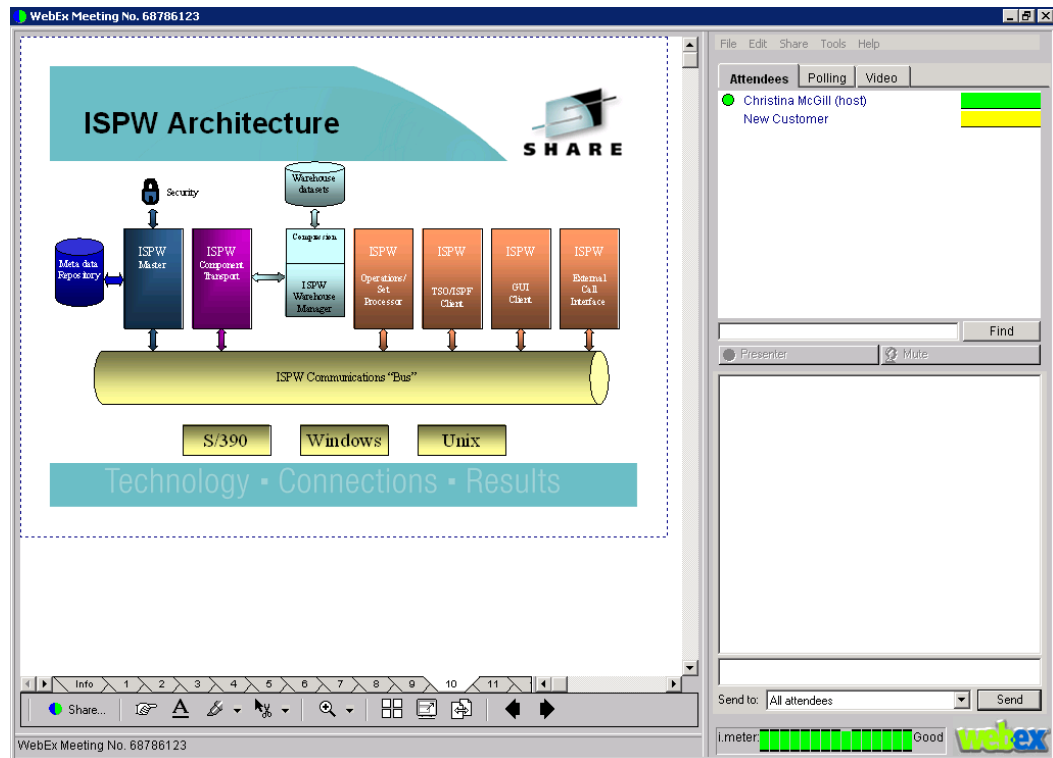 WebEx Meeting No. 68786123
ISPW Architecture
SHARE
Security
Warehouse
datasets
Meta data
Repository
ISPW
Master
ISPW
Component
Transport
Compression
ISPW
Warehouse
Manager
ISPW
Operations/
Set
Processor
ISPW
TSO/ISPF
Client
ISPW
GUI
Client
ISPW
External
Call
Interface
ISPW Communications “Bus”
S/390 Windows Unix
Technology ▪ Connections ▪ Results
Info 1 2 3 4 5 6 7 8 9 10 11
Share... A
WebEx Meeting No. 68786123
File Edit Share Tools Help
Attendees Polling Video
Christina McGill (host)
New Customer
Find
Presenter Mute
Send to: All attendees Send
i.meter: Good webex